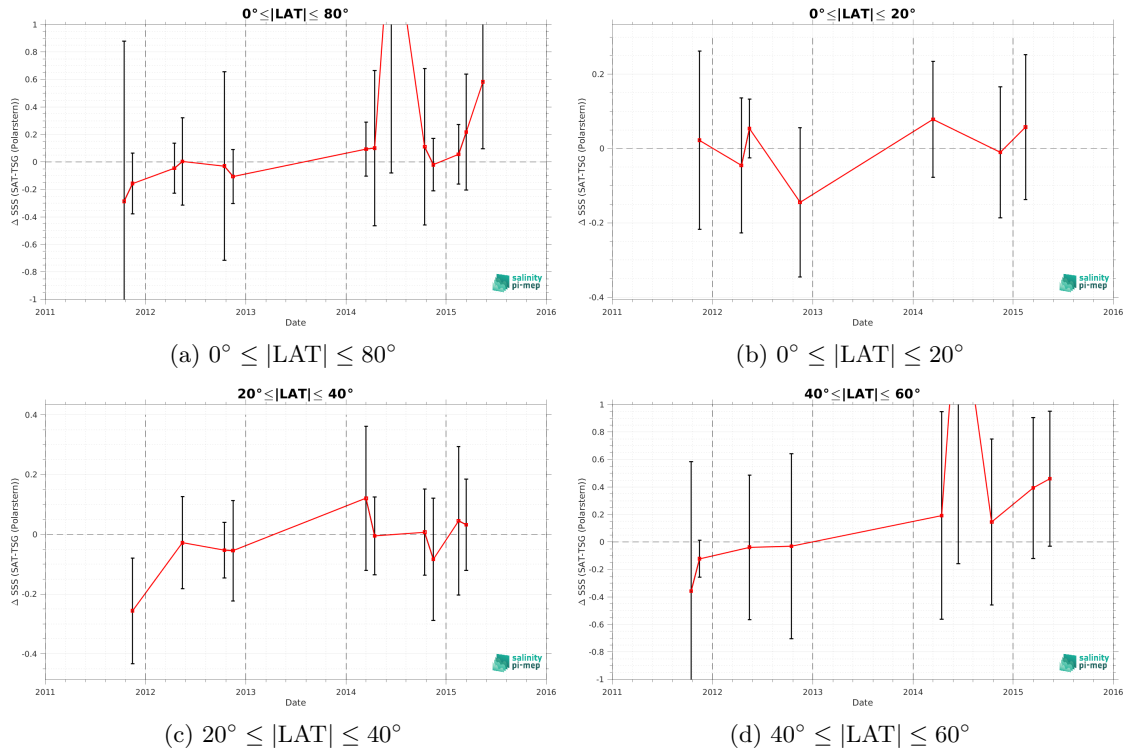 0°≤|LAT|≤ 80°
Δ SSS (SAT-TSG (Polarstern))
1
0.8
0.6
0.4
0.2
0
-0.2
-0.4
-0.6
-0.8
-1
2011 2012 2013 2014 2015 2016
Date
salinity
pi-mep
(a) 0° ≤ |LAT| ≤ 80°
0°≤|LAT|≤ 20°
Δ SSS (SAT-TSG (Polarstern))
0.2
0
-0.2
-0.4
2011 2012 2013 2014 2015 2016
Date
salinity
pi-mep
(b) 0° ≤ |LAT| ≤ 20°
20°≤|LAT|≤ 40°
Δ SSS (SAT-TSG (Polarstern))
0.4
0.2
0
-0.2
-0.4
2011 2012 2013 2014 2015 2016
Date
salinity
pi-mep
(c) 20° ≤ |LAT| ≤ 40°
40°≤|LAT|≤ 60°
Δ SSS (SAT-TSG (Polarstern))
1
0.8
0.6
0.4
0.2
0
-0.2
-0.4
-0.6
-0.8
-1
2011 2012 2013 2014 2015 2016
Date
salinity
pi-mep
(d) 40° ≤ |LAT| ≤ 60°